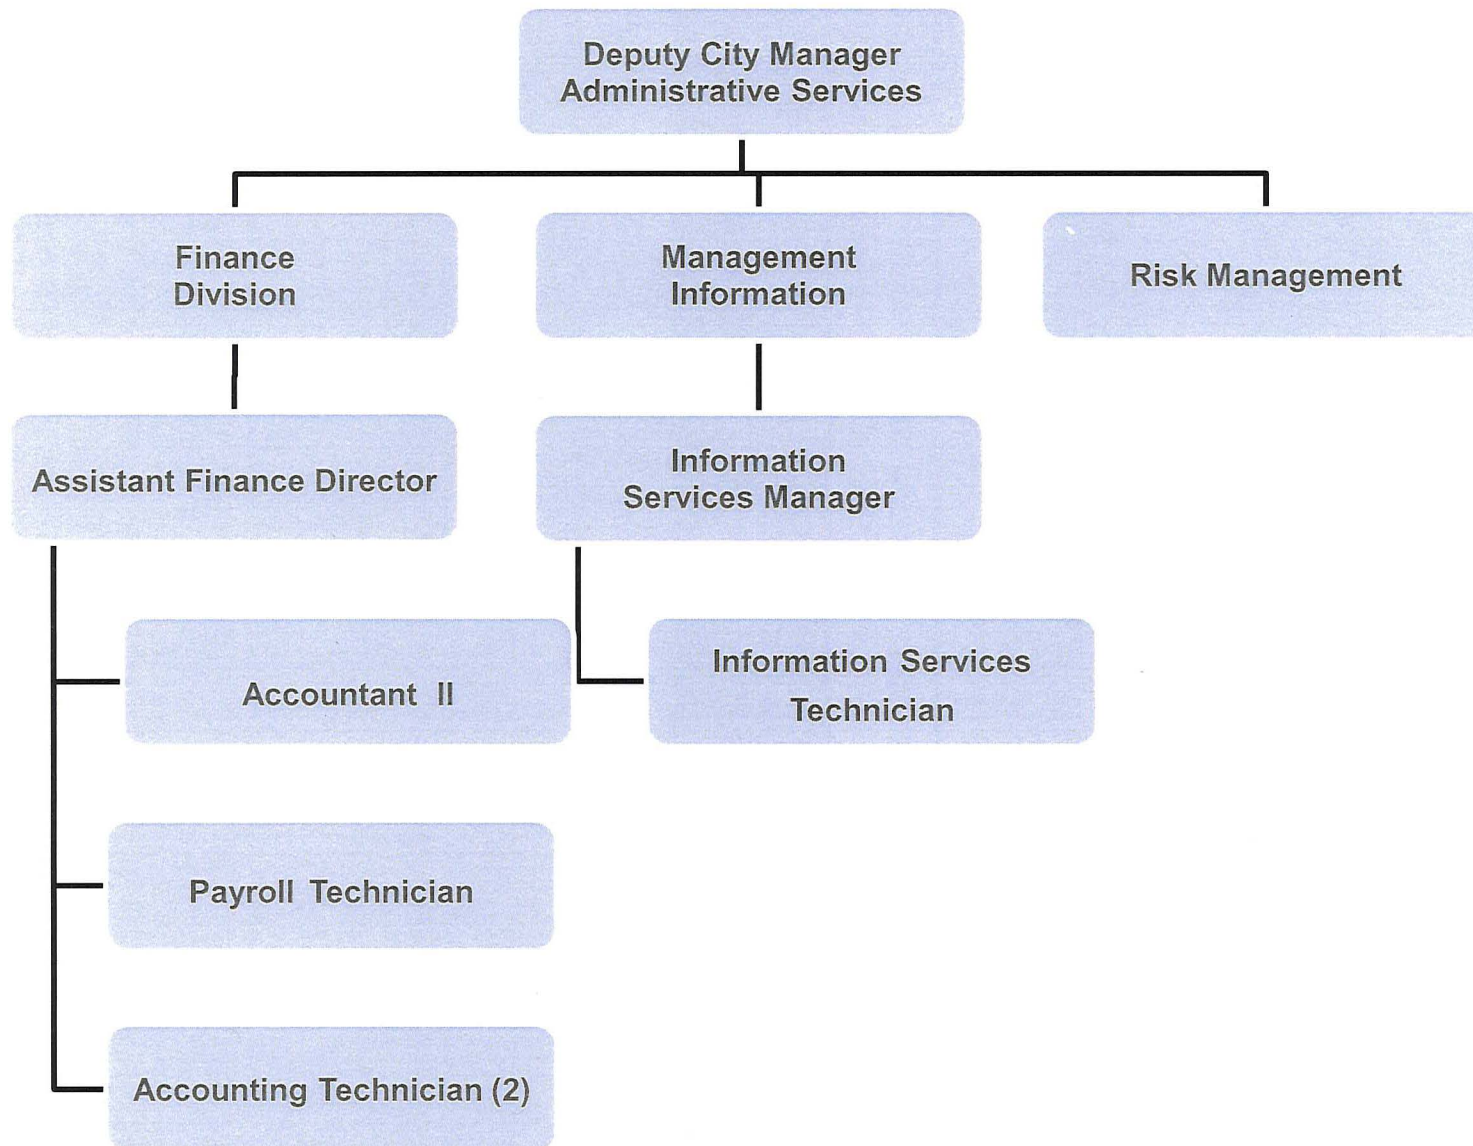 Deputy City Manager
Administrative Services
Finance
Division
Management
Information
Risk Management
Assistant Finance Director
Information
Services Manager
Accountant II
Information Services
Technician
Payroll Technician
Accounting Technician (2)